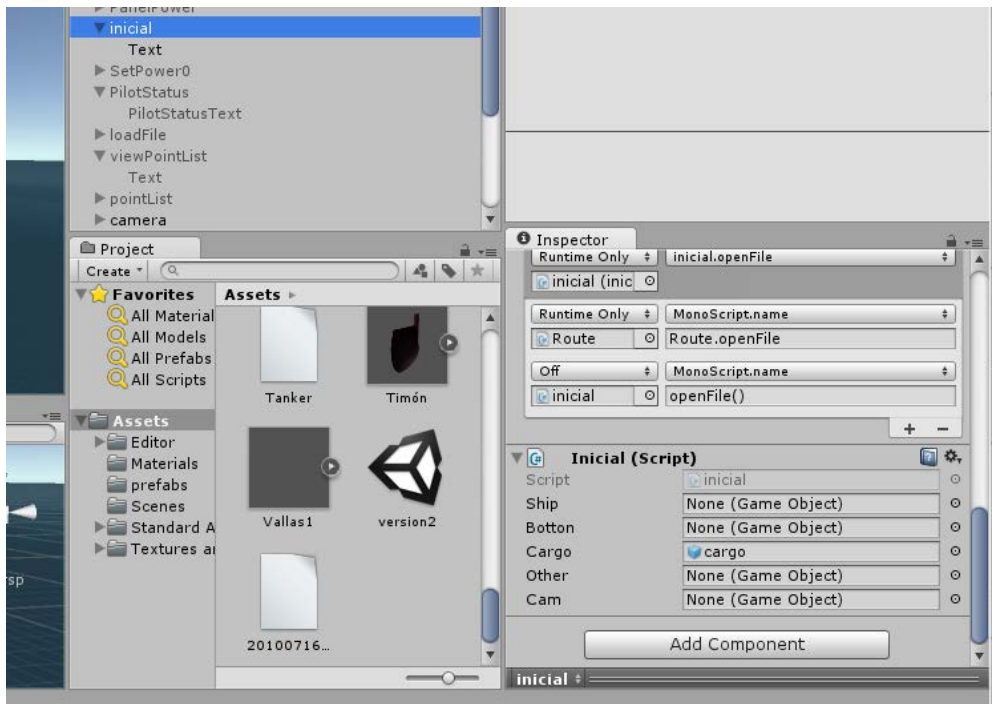 PanelPower
inicial
Text
SetPower0
PilotStatus
PilotStatusText
loadFile
viewPointList
Text
pointList
camera
Project
Create
Favorites
All Material
All Models
All Prefabs
All Scripts
Assets
Editor
Materials
prefabs
Scenes
Standard A
Textures ar
Assets
Tanker
Timón
Vallas1
version2
20100716...
Inspector
Runtime Only
inicial.openFile
inicial (inic
Runtime Only
MonoScript.name
Route
Route.openFile
Off
MonoScript.name
inicial
openFile()
Inicial (Script)
Script
inicial
Ship
None (Game Object)
Botton
None (Game Object)
Cargo
cargo
Other
None (Game Object)
Cam
None (Game Object)
Add Component
inicial